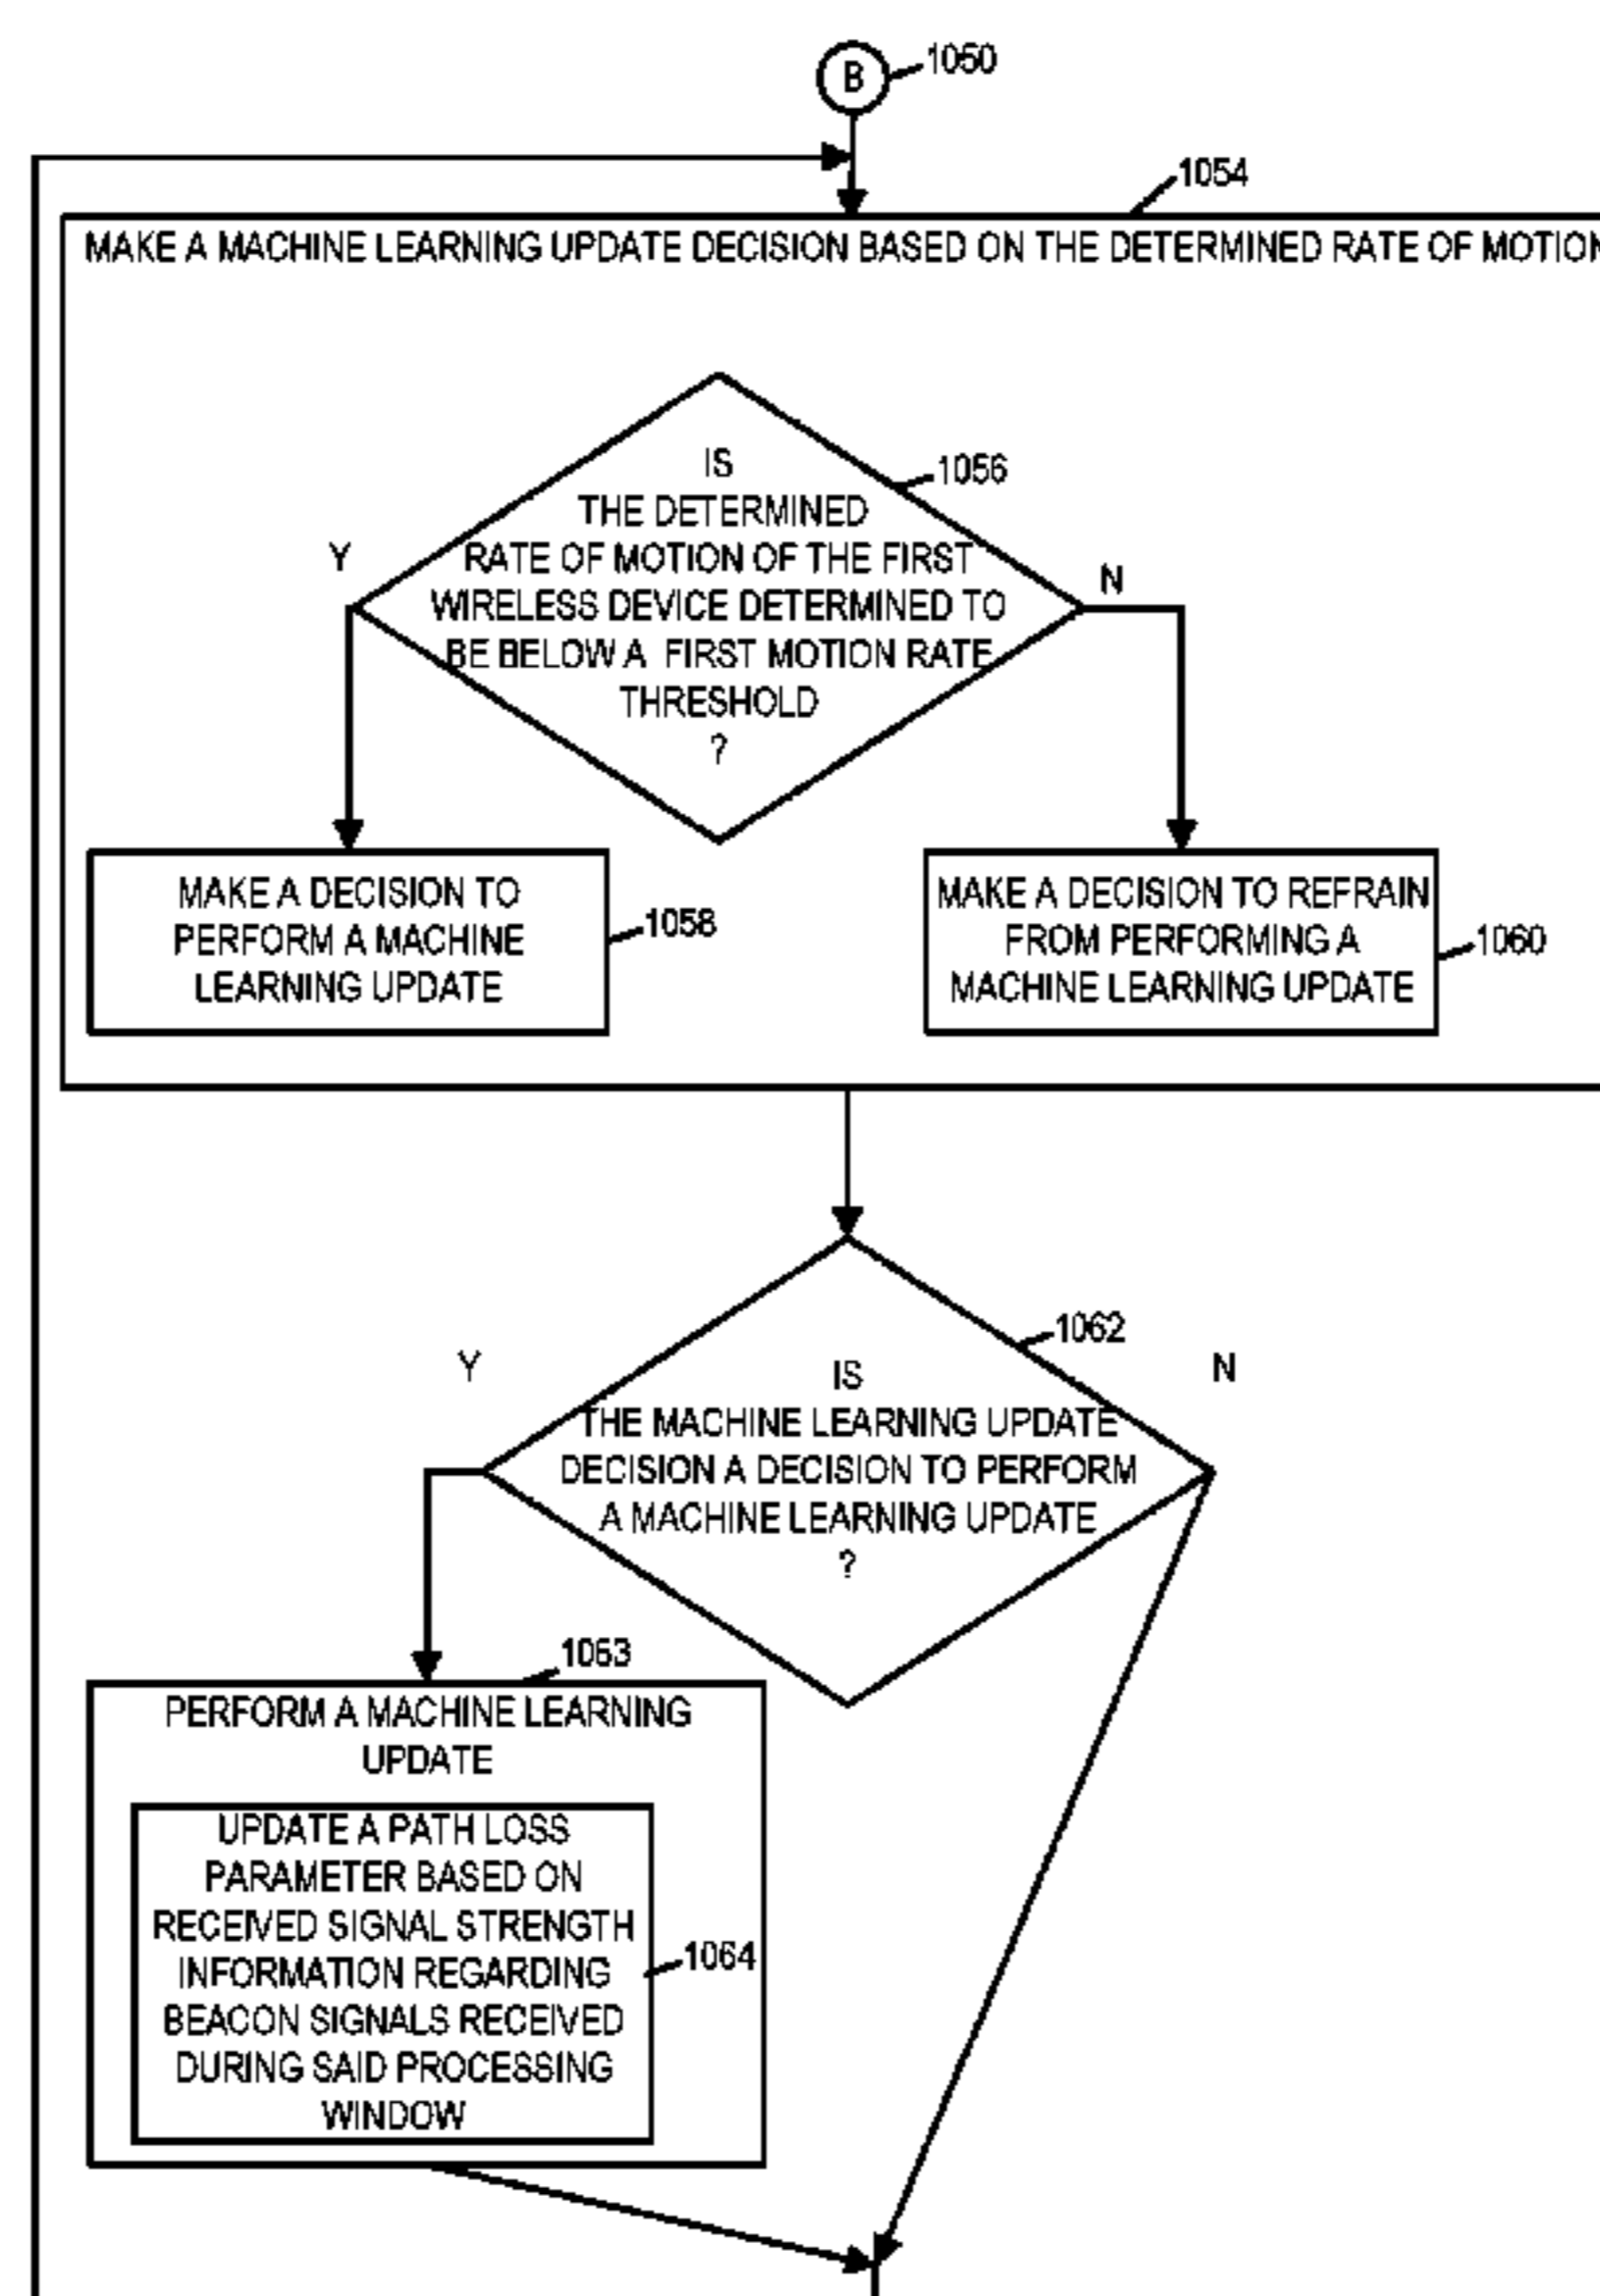 B
1050
1054
MAKE A MACHINE LEARNING UPDATE DECISION BASED ON THE DETERMINED RATE OF MOTION
IS
THE DETERMINED
RATE OF MOTION OF THE FIRST
WIRELESS DEVICE DETERMINED TO
BE BELOW A FIRST MOTION RATE
THRESHOLD
?
1056
Y
N
MAKE A DECISION TO
PERFORM A MACHINE
LEARNING UPDATE
1058
MAKE A DECISION TO REFRAIN
FROM PERFORMING A
MACHINE LEARNING UPDATE
1060
1062
Y
N
IS
THE MACHINE LEARNING UPDATE
DECISION A DECISION TO PERFORM
A MACHINE LEARNING UPDATE
?
1063
PERFORM A MACHINE LEARNING
UPDATE
UPDATE A PATH LOSS
PARAMETER BASED ON
RECEIVED SIGNAL STRENGTH
INFORMATION REGARDING
BEACON SIGNALS RECEIVED
DURING SAID PROCESSING
WINDOW
1064